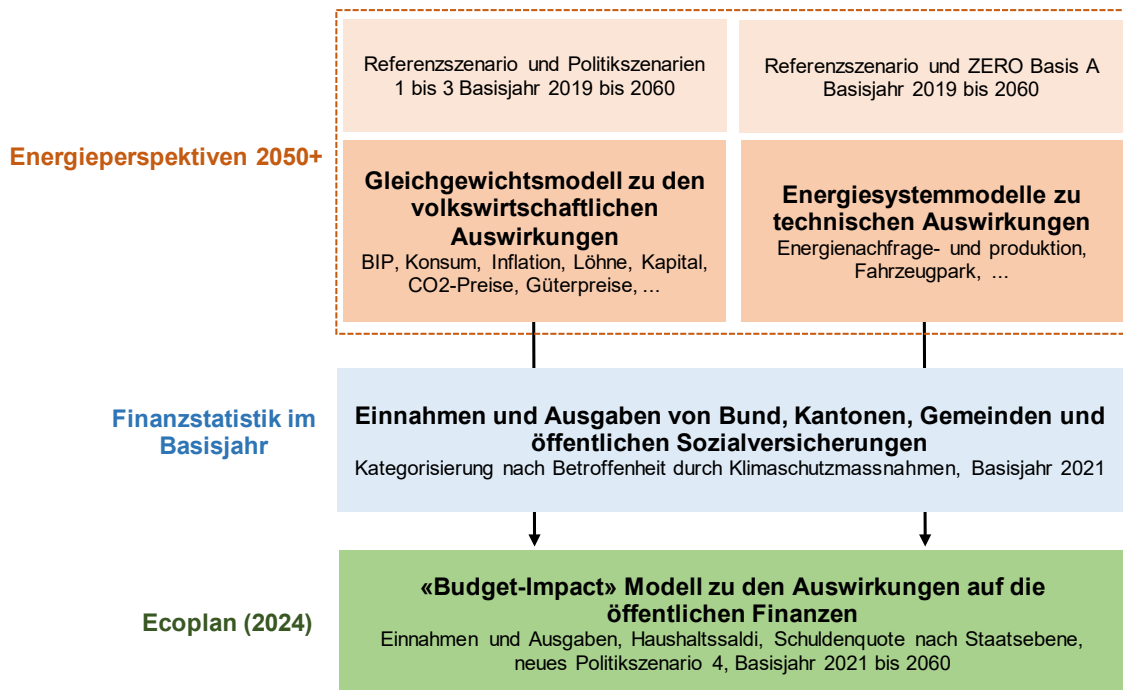 Referenzszenario und Politikszenarien
1 bis 3 Basisjahr 2019 bis 2060
Referenzszenario und ZERO Basis A
Basisjahr 2019 bis 2060
Energieperspektiven 2050+
Gleichgewichtsmodell zu den
volkswirtschaftlichen
Auswirkungen
BIP, Konsum, Inflation, Löhne, Kapital,
CO2-Preise, Güterpreise, ...
Energiesystemmodelle zu
technischen Auswirkungen
Energienachfrage- und produktion,
Fahrzeugpark, ...
Finanzstatistik im
Basisjahr
Einnahmen und Ausgaben von Bund, Kantonen, Gemeinden und
öffentlichen Sozialversicherungen
Kategorisierung nach Betroffenheit durch Klimaschutzmassnahmen, Basisjahr 2021
Ecoplan (2024)
«Budget-Impact» Modell zu den Auswirkungen auf die
öffentlichen Finanzen
Einnahmen und Ausgaben, Haushaltssaldi, Schuldenquote nach Staatsebene,
neues Politikszenario 4, Basisjahr 2021 bis 2060